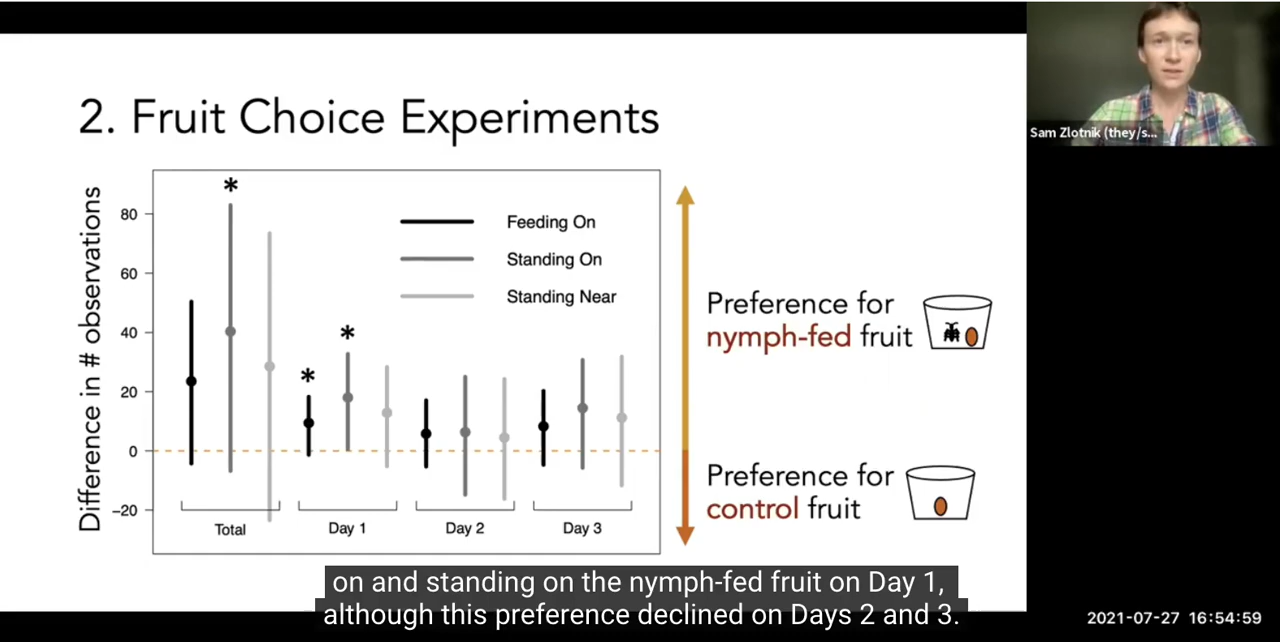 2. Fruit Choice Experiments
Sam Zlotnik (they/s...
Difference in # observations
80
60
40
20
0
−20
*
*
*
Feeding On
Standing On
Standing Near
Total
Day 1
Day 2
Day 3
Preference for
nymph-fed fruit
Preference for
control fruit
on and standing on the nymph-fed fruit on Day 1,
although this preference declined on Days 2 and 3.
2021-07-27 16:54:59